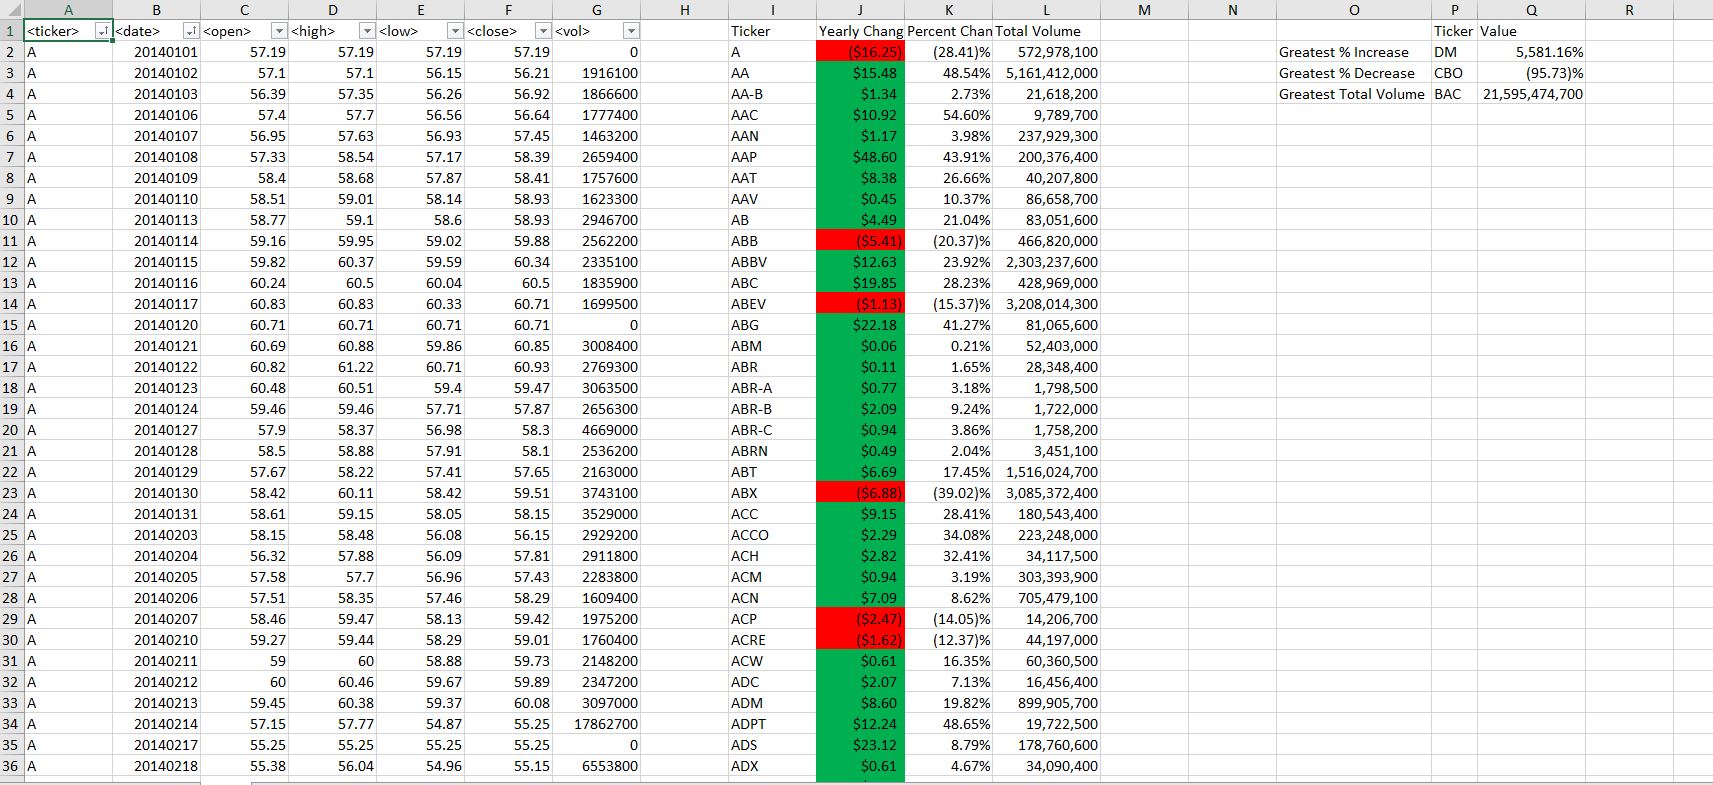 A B C D E F G H I J K L M N O P Q R
1 <ticker> <date> <open> <high> <low> <close> <vol> Ticker Yearly Chang Percent Chan Total Volume Ticker Value
2 A 20140101 57.19 57.19 57.19 57.19 0 A ($16.25) (28.41)% 572,978,100 Greatest % Increase DM 5,581.16%
3 A 20140102 57.1 57.1 56.15 56.21 1916100 AA $15.48 48.54% 5,161,412,000 Greatest % Decrease CBO (95.73)%
4 A 20140103 56.39 57.35 56.26 56.92 1866600 AA-B $1.34 2.73% 21,618,200 Greatest Total Volume BAC 21,595,474,700
5 A 20140106 57.4 57.7 56.56 56.64 1777400 AAC $10.92 54.60% 9,789,700
6 A 20140107 56.95 57.63 56.93 57.45 1463200 AAN $1.17 3.98% 237,929,300
7 A 20140108 57.33 58.54 57.17 58.39 2659400 AAP $48.60 43.91% 200,376,400
8 A 20140109 58.4 58.68 57.87 58.41 1757600 AAT $8.38 26.66% 40,207,800
9 A 20140110 58.51 59.01 58.14 58.93 1623300 AAV $0.45 10.37% 86,658,700
10 A 20140113 58.77 59.1 58.6 58.93 2946700 AB $4.49 21.04% 83,051,600
11 A 20140114 59.16 59.95 59.02 59.88 2562200 ABB ($5.41) (20.37)% 466,820,000
12 A 20140115 59.82 60.37 59.59 60.34 2335100 ABBV $12.63 23.92% 2,303,237,600
13 A 20140116 60.24 60.5 60.04 60.5 1835900 ABC $19.85 28.23% 428,969,000
14 A 20140117 60.83 60.83 60.33 60.71 1699500 ABEV ($1.13) (15.37)% 3,208,014,300
15 A 20140120 60.71 60.71 60.71 60.71 0 ABG $22.18 41.27% 81,065,600
16 A 20140121 60.69 60.88 59.86 60.85 3008400 ABM $0.06 0.21% 52,403,000
17 A 20140122 60.82 61.22 60.71 60.93 2769300 ABR $0.11 1.65% 28,348,400
18 A 20140123 60.48 60.51 59.4 59.47 3063500 ABR-A $0.77 3.18% 1,798,500
19 A 20140124 59.46 59.46 57.71 57.87 2656300 ABR-B $2.09 9.24% 1,722,000
20 A 20140127 57.9 58.37 56.98 58.3 4669000 ABR-C $0.94 3.86% 1,758,200
21 A 20140128 58.5 58.88 57.91 58.1 2536200 ABRN $0.49 2.04% 3,451,100
22 A 20140129 57.67 58.22 57.41 57.65 2163000 ABT $6.69 17.45% 1,516,024,700
23 A 20140130 58.42 60.11 58.42 59.51 3743100 ABX ($6.88) (39.02)% 3,085,372,400
24 A 20140131 58.61 59.15 58.05 58.15 3529000 ACC $9.15 28.41% 180,543,400
25 A 20140203 58.15 58.48 56.08 56.15 2929200 ACCO $2.29 34.08% 223,248,000
26 A 20140204 56.32 57.88 56.09 57.81 2911800 ACH $2.82 32.41% 34,117,500
27 A 20140205 57.58 57.7 56.96 57.43 2283800 ACM $0.94 3.19% 303,393,900
28 A 20140206 57.51 58.35 57.46 58.29 1609400 ACN $7.09 8.62% 705,479,100
29 A 20140207 58.46 59.47 58.13 59.42 1975200 ACP ($2.47) (14.05)% 14,206,700
30 A 20140210 59.27 59.44 58.29 59.01 1760400 ACRE ($1.62) (12.37)% 44,197,000
31 A 20140211 59 60 58.88 59.73 2148200 ACW $0.61 16.35% 60,360,500
32 A 20140212 60 60.46 59.67 59.89 2347200 ADC $2.07 7.13% 16,456,400
33 A 20140213 59.45 60.38 59.37 60.08 3097000 ADM $8.60 19.82% 899,905,700
34 A 20140214 57.15 57.77 54.87 55.25 17862700 ADPT $12.24 48.65% 19,722,500
35 A 20140217 55.25 55.25 55.25 55.25 0 ADS $23.12 8.79% 178,760,600
36 A 20140218 55.38 56.04 54.96 55.15 6553800 ADX $0.61 4.67% 34,090,400